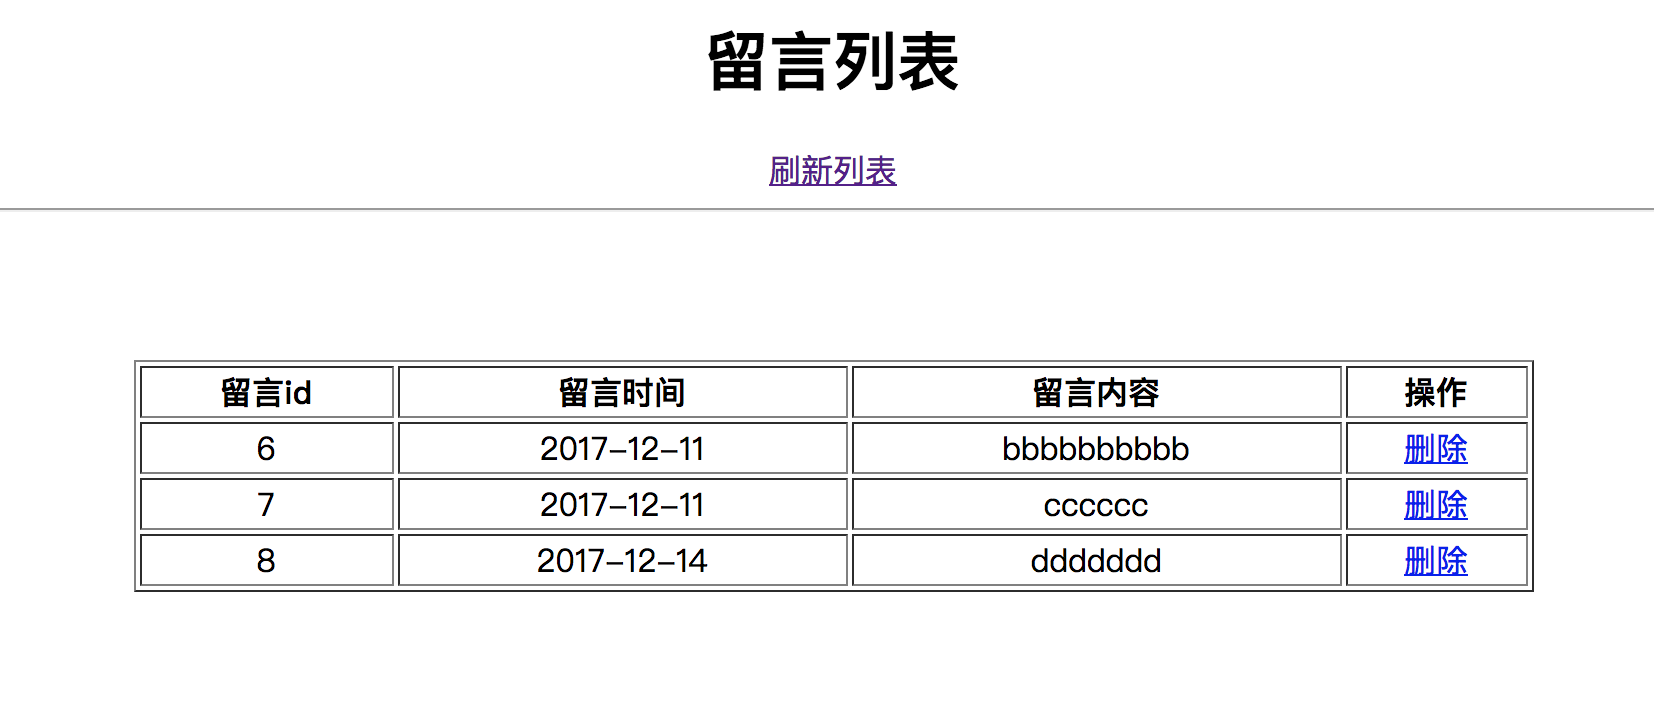 留言列表
刷新列表
留言id 留言时间 留言内容 操作
6 2017-12-11 bbbbbbbbbb 删除
7 2017-12-11 cccccc 删除
8 2017-12-14 ddddddd 删除